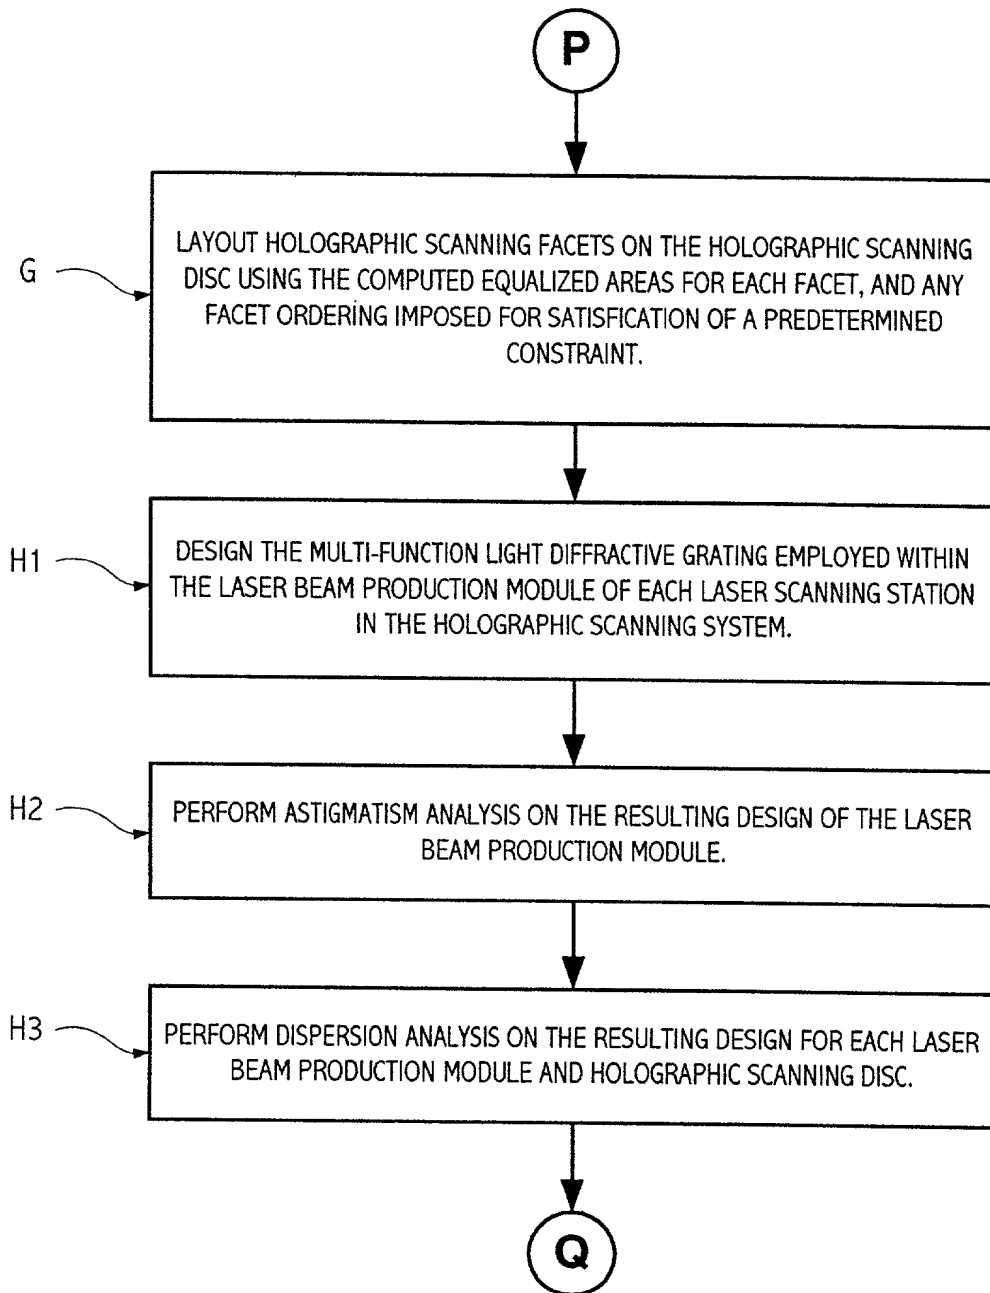 P
G
LAYOUT HOLOGRAPHIC SCANNING FACETS ON THE HOLOGRAPHIC SCANNING
DISC USING THE COMPUTED EQUALIZED AREAS FOR EACH FACET, AND ANY
FACET ORDERING IMPOSED FOR SATISFICATION OF A PREDETERMINED
CONSTRAINT.
H1
DESIGN THE MULTI-FUNCTION LIGHT DIFFRACTIVE GRATING EMPLOYED WITHIN
THE LASER BEAM PRODUCTION MODULE OF EACH LASER SCANNING STATION
IN THE HOLOGRAPHIC SCANNING SYSTEM.
H2
PERFORM ASTIGMATISM ANALYSIS ON THE RESULTING DESIGN OF THE LASER
BEAM PRODUCTION MODULE.
H3
PERFORM DISPERSION ANALYSIS ON THE RESULTING DESIGN FOR EACH LASER
BEAM PRODUCTION MODULE AND HOLOGRAPHIC SCANNING DISC.
Q